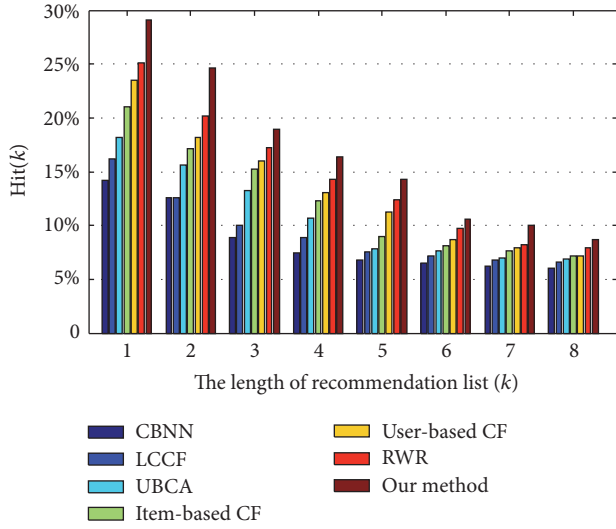 30%
25%
20%
15%
10%
5%
0
Hit(k)
1 2 3 4 5 6 7 8
The length of recommendation list (k)
CBNN
LCCF
UBCA
Item-based CF
User-based CF
RWR
Our method